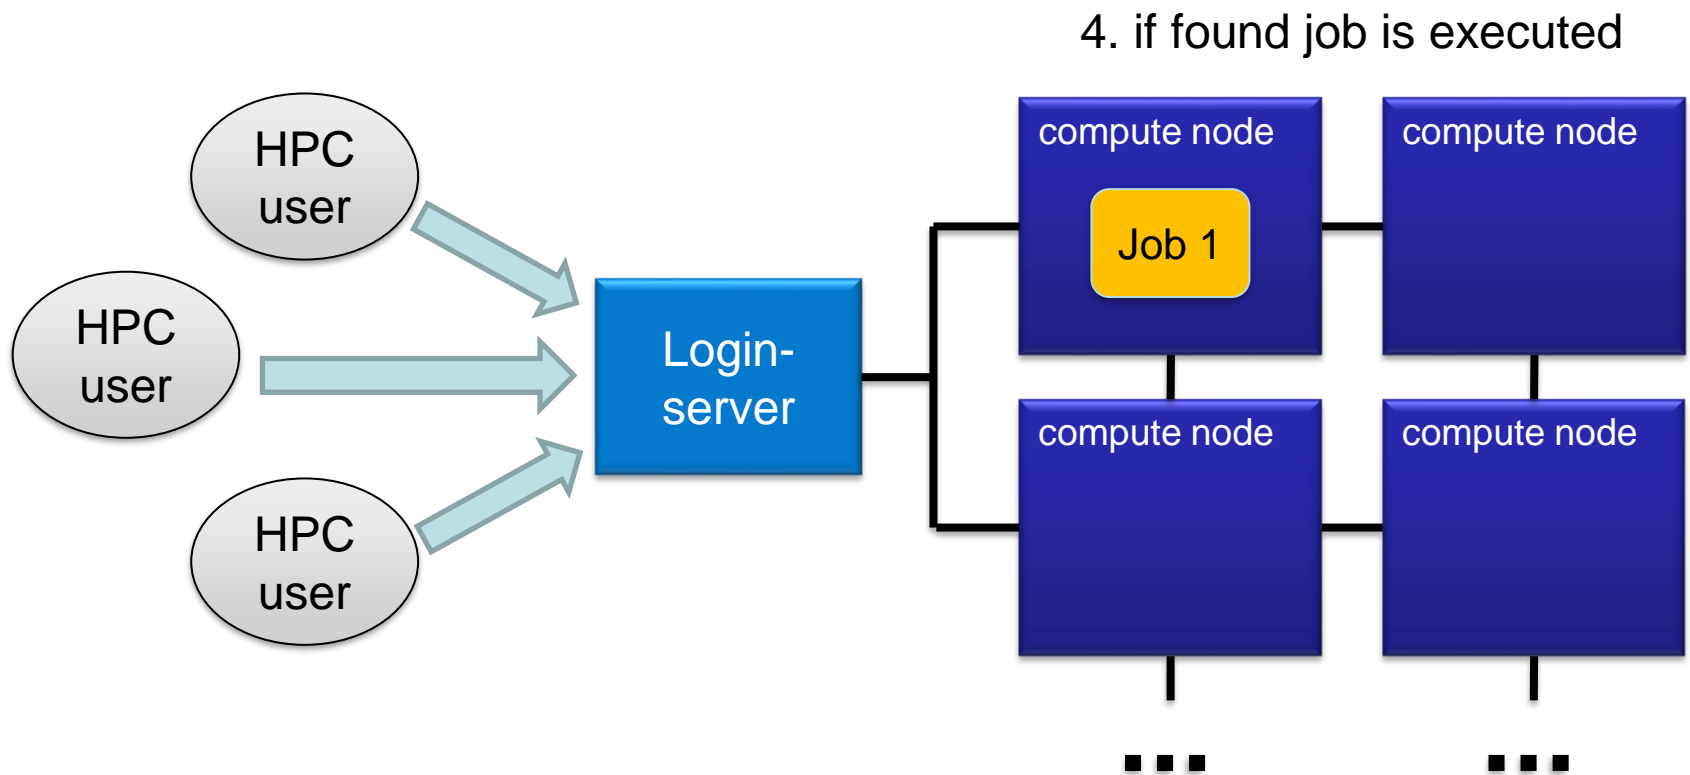 4. if found job is executed
HPC
user
HPC
user
HPC
user
Login-
server
compute node
Job 1
compute node
compute node
compute node
...
...